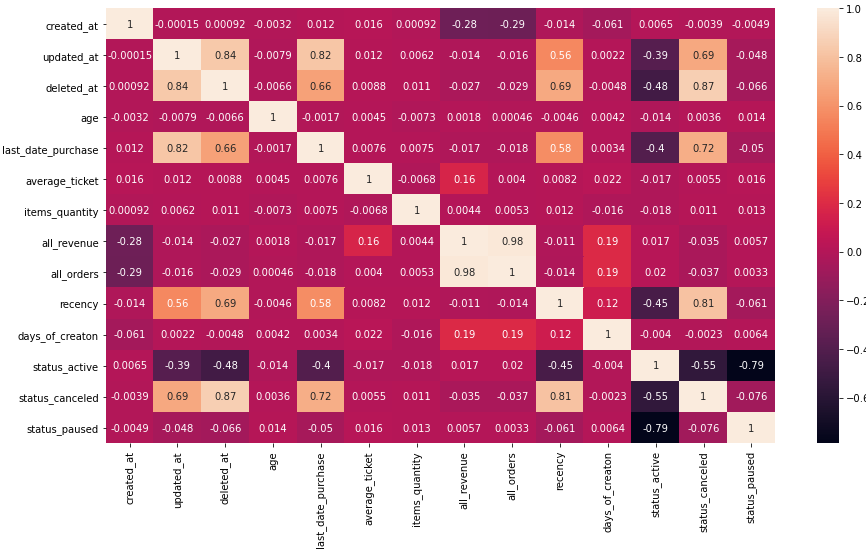 created_at 1 -0.00015 0.00092 -0.0032 0.012 0.016 0.00092 -0.28 -0.29 -0.014 -0.061 0.0065 -0.0039 -0.0049
updated_at -0.00015 1 0.84 -0.0079 0.82 0.012 0.0062 -0.014 -0.016 0.56 0.0022 -0.39 0.69 -0.048
deleted_at 0.00092 0.84 1 -0.0066 0.66 0.0088 0.011 -0.027 -0.029 0.69 -0.0048 -0.48 0.87 -0.066
age -0.0032 -0.0079 -0.0066 1 -0.0017 0.0045 -0.0073 0.0018 0.00046 -0.0046 0.0042 -0.014 0.0036 0.014
last_date_purchase 0.012 0.82 0.66 -0.0017 1 0.0076 0.0075 -0.017 -0.018 0.58 0.0034 -0.4 0.72 -0.05
average_ticket 0.016 0.012 0.0088 0.0045 0.0076 1 -0.0068 0.16 0.004 0.0082 0.022 -0.017 0.0055 0.016
items_quantity 0.00092 0.0062 0.011 -0.0073 0.0075 -0.0068 1 0.0044 0.0053 0.012 -0.016 -0.018 0.011 0.013
all_revenue -0.28 -0.014 -0.027 0.0018 -0.017 0.16 0.0044 1 0.98 -0.011 0.19 0.017 -0.035 0.0057
all_orders -0.29 -0.016 -0.029 0.00046 -0.018 0.004 0.0053 0.98 1 -0.014 0.19 0.02 -0.037 0.0033
recency -0.014 0.56 0.69 -0.0046 0.58 0.0082 0.012 -0.011 -0.014 1 0.12 -0.45 0.81 -0.061
days_of_creaton -0.061 0.0022 -0.0048 0.0042 0.0034 0.022 -0.016 0.19 0.19 0.12 1 -0.004 -0.0023 0.0064
status_active 0.0065 -0.39 -0.48 -0.014 -0.4 -0.017 -0.018 0.017 0.02 -0.45 -0.004 1 -0.55 -0.79
status_canceled -0.0039 0.69 0.87 0.0036 0.72 0.0055 0.011 -0.035 -0.037 0.81 -0.0023 -0.55 1 -0.076
status_paused -0.0049 -0.048 -0.066 0.014 -0.05 0.016 0.013 0.0057 0.0033 -0.061 0.0064 -0.79 -0.076 1
created_at
updated_at
deleted_at
age
last_date_purchase
average_ticket
items_quantity
all_revenue
all_orders
recency
days_of_creaton
status_active
status_canceled
status_paused
1.0
0.8
0.6
0.4
0.2
0.0
−0.2
−0.4
−0.6